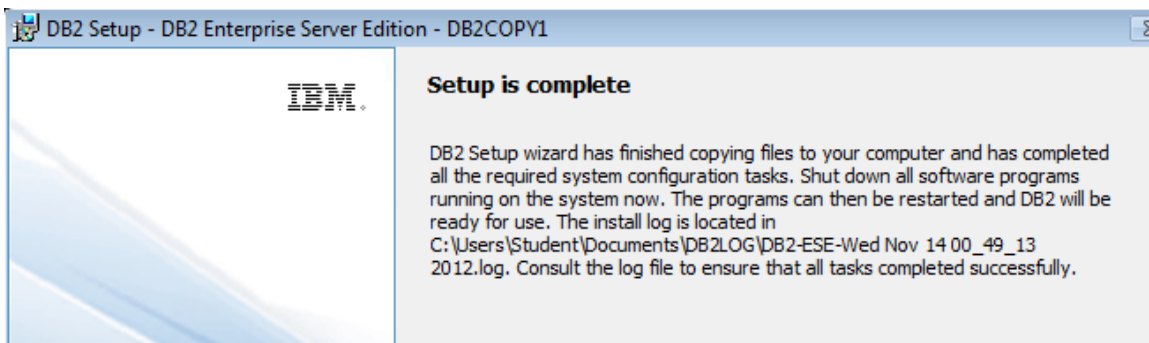 DB2 Setup - DB2 Enterprise Server Edition - DB2COPY1
IBM.
Setup is complete
DB2 Setup wizard has finished copying files to your computer and has completed
all the required system configuration tasks. Shut down all software programs
running on the system now. The programs can then be restarted and DB2 will be
ready for use. The install log is located in
C:\Users\Student\Documents\DB2LOG\DB2-ESE-Wed Nov 14 00_49_13
2012.log. Consult the log file to ensure that all tasks completed successfully.